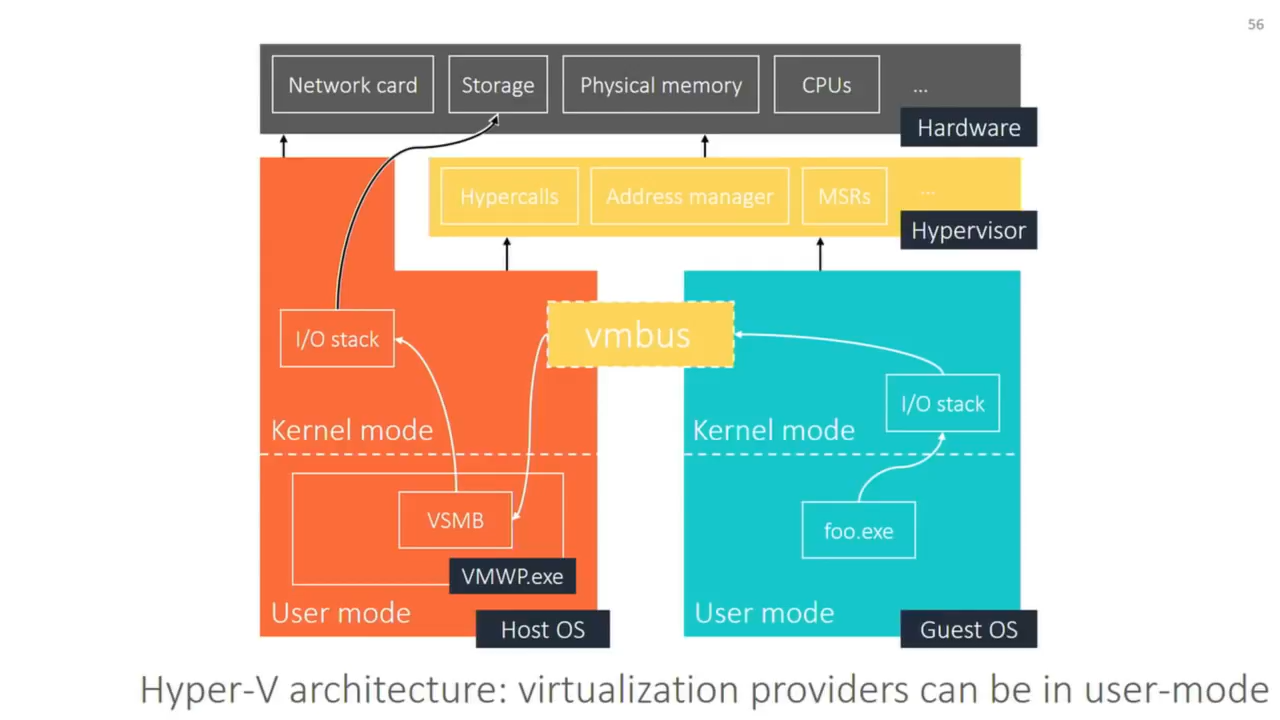 56
Network card
Storage
Physical memory
CPUs
...
Hardware
Hypercalls
Address manager
MSRs
...
Hypervisor
I/O stack
vmbus
I/O stack
Kernel mode
Kernel mode
VSMB
foo.exe
VMWP.exe
User mode
User mode
Host OS
Guest OS
Hyper-V architecture: virtualization providers can be in user-mode